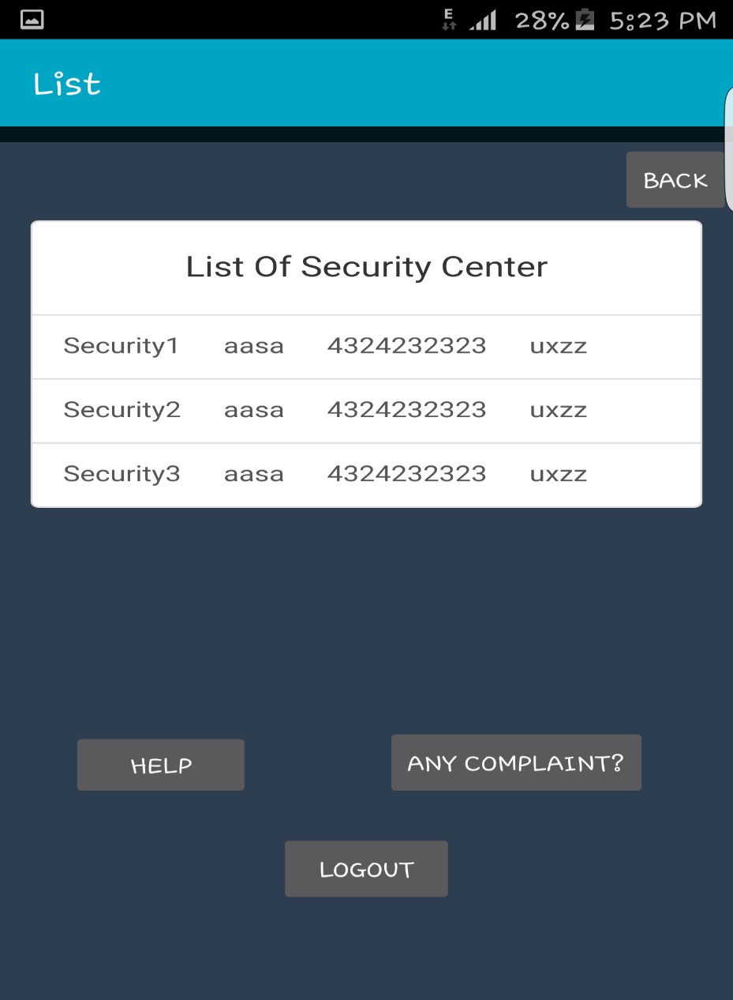 E 28% 5:23 PM
List
BACK
List Of Security Center
Security1 aasa 4324232323 uxzz
Security2 aasa 4324232323 uxzz
Security3 aasa 4324232323 uxzz
HELP ANY COMPLAINT?
LOGOUT